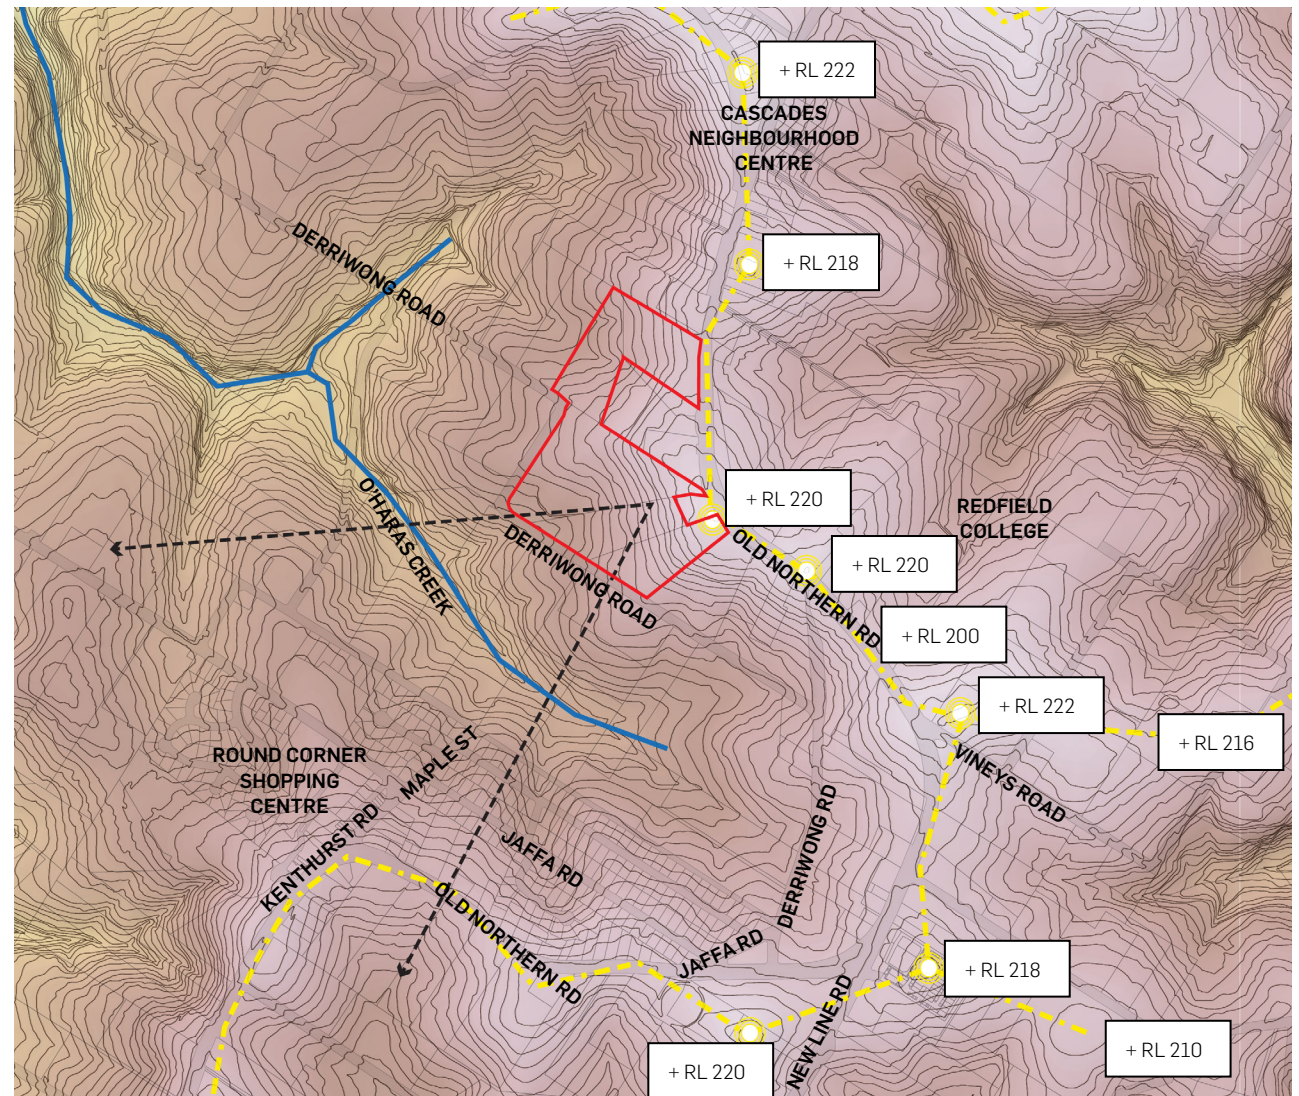 + RL 222
CASCADES
NEIGHBOURHOOD
CENTRE
DERRIWONG ROAD
+ RL 218
+ RL 220
REDFIELD
COLLEGE
O'HARAS CREEK
DERRIWONG ROAD
OLD NORTHERN RD
+ RL 220
+ RL 200
+ RL 222
+ RL 216
VINEYS ROAD
ROUND CORNER
SHOPPING
CENTRE
MAPLE ST
KENTHURST RD
JAFFA RD
DERRIWONG RD
OLD NORTHERN RD
JAFFA RD
+ RL 218
NEW LINE RD
+ RL 210
+ RL 220